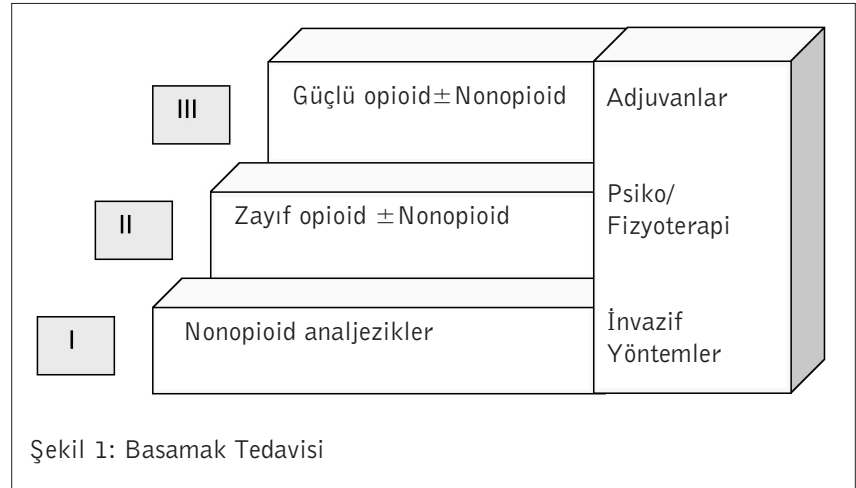 III
Güçlü opioid±Nonopioid
Adjuvanlar
II
Zayıf opioid ±Nonopioid
Psiko/
Fizyoterapi
I
Nonopioid analjezikler
İnvazif
Yöntemler
Şekil 1: Basamak Tedavisi